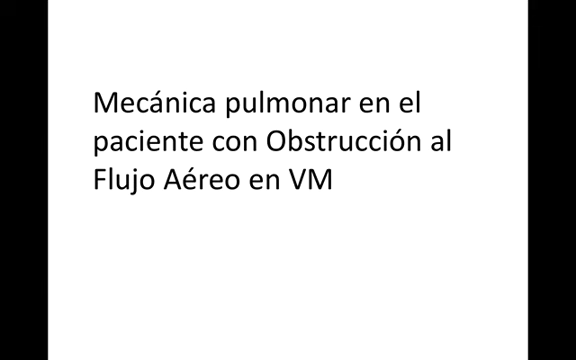 Mecánica pulmonar en el
paciente con Obstrucción al
Flujo Aéreo en VM